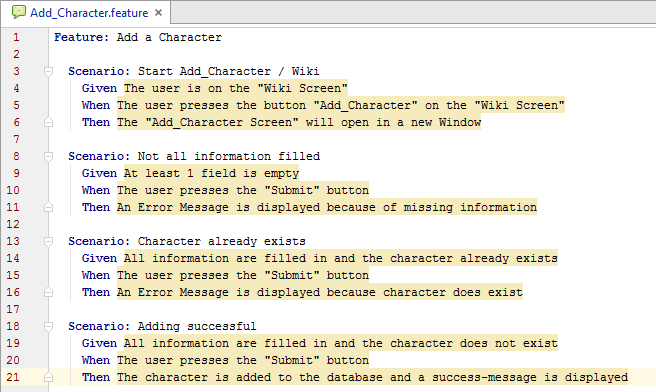 Add_Character.feature ×
1 Feature: Add a Character
2
3 Scenario: Start Add_Character / Wiki
4 Given The user is on the "Wiki Screen"
5 When The user presses the button "Add_Character" on the "Wiki Screen"
6 Then The "Add_Character Screen" will open in a new Window
7
8 Scenario: Not all information filled
9 Given At least 1 field is empty
10 When The user presses the "Submit" button
11 Then An Error Message is displayed because of missing information
12
13 Scenario: Character already exists
14 Given All information are filled in and the character already exists
15 When The user presses the "Submit" button
16 Then An Error Message is displayed because character does exist
17
18 Scenario: Adding successful
19 Given All information are filled in and the character does not exist
20 When The user presses the "Submit" button
21 Then The character is added to the database and a success-message is displayed